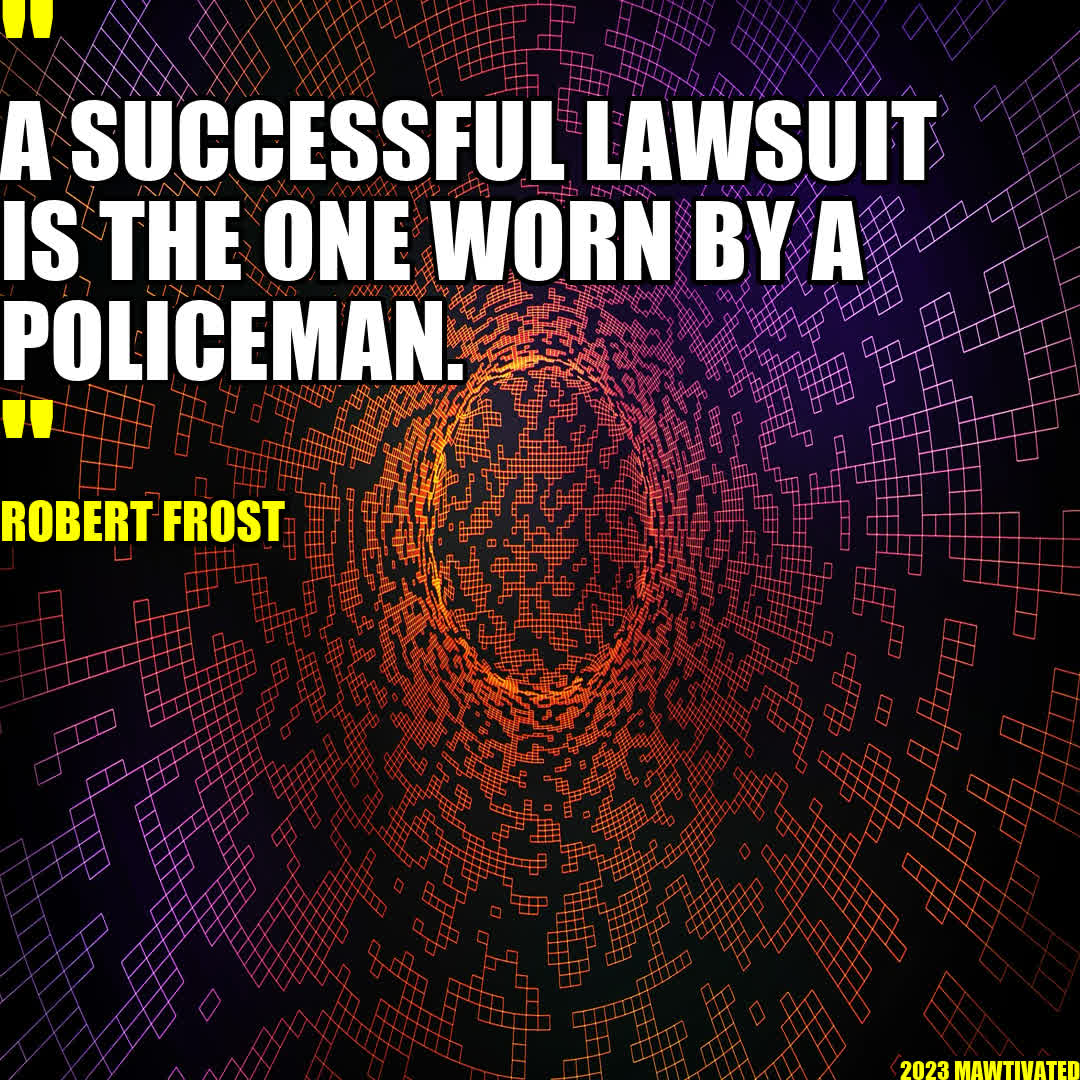 "
A SUCCESSFUL LAWSUIT
IS THE ONE WORN BY A
POLICEMAN.
"
ROBERT FROST
2023 MAWTIVATED